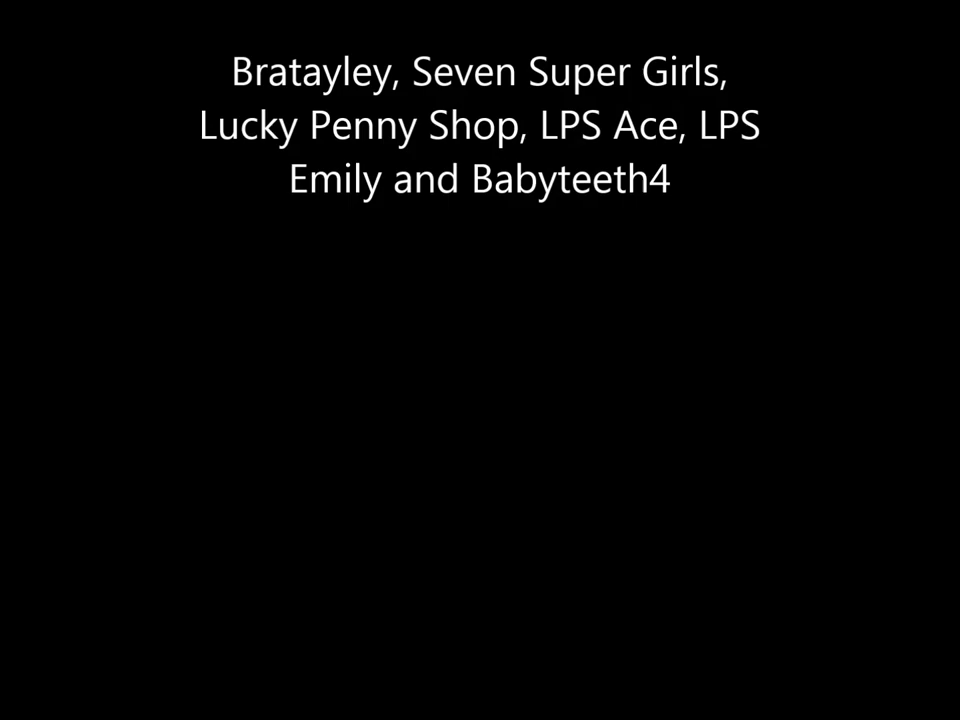 Bratayley, Seven Super Girls,
Lucky Penny Shop, LPS Ace, LPS
Emily and Babyteeth4